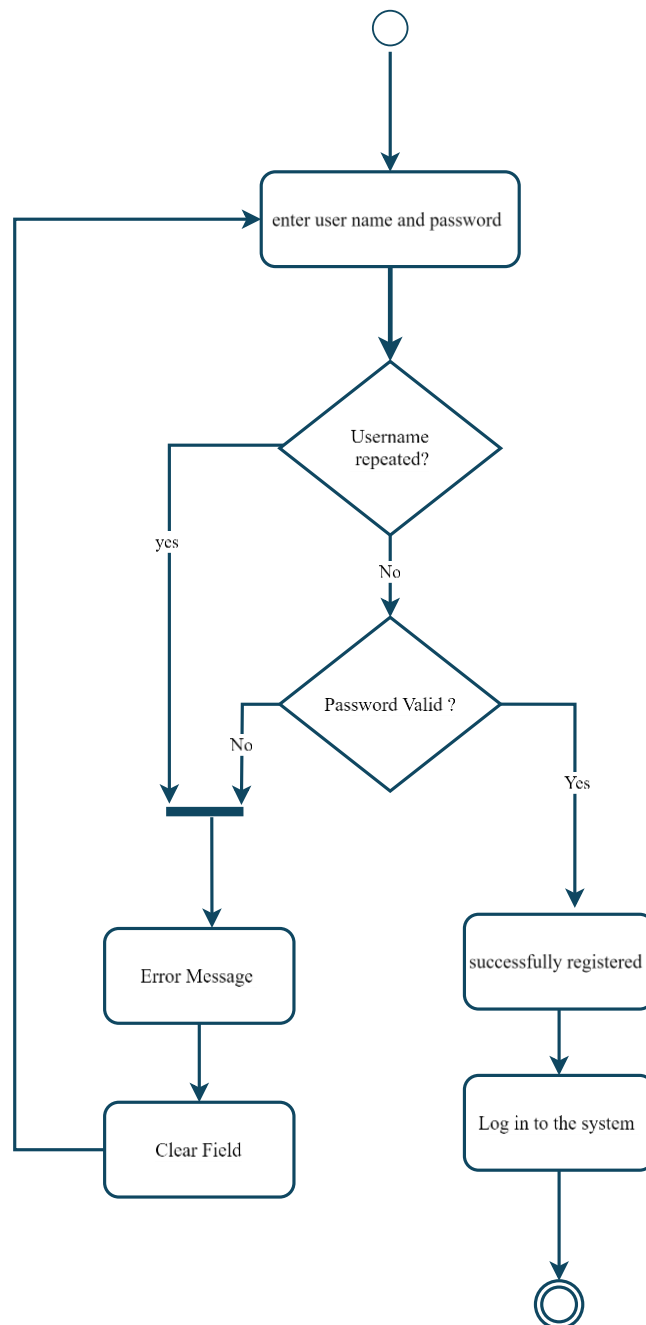 enter user name and password
Username
repeated?
yes
No
Password Valid ?
No
Yes
Error Message
successfully registered
Clear Field
Log in to the system